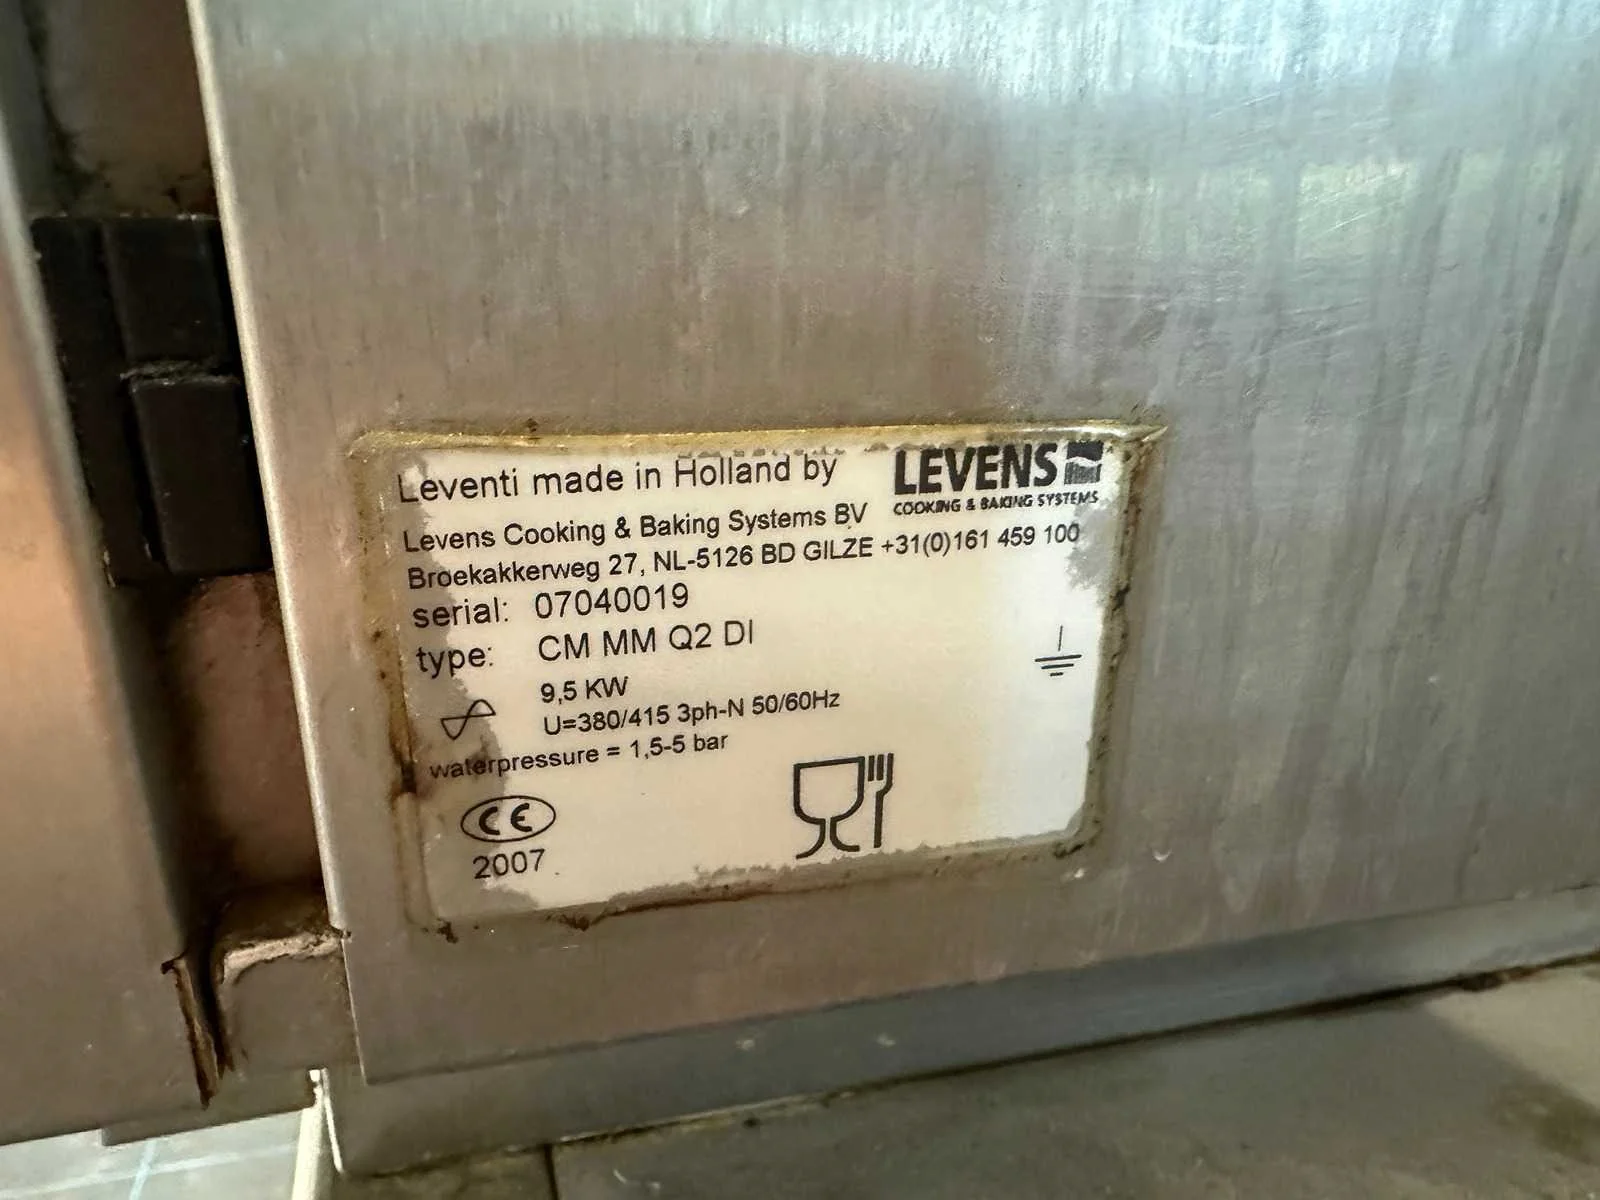 Leventi made in Holland by
LEVENS
COOKING & BAKING SYSTEMS
Levens Cooking & Baking Systems BV
Broekakkerweg 27, NL-5126 BD GILZE +31(0)161 459 100
serial: 07040019
type: CM MM Q2 DI
9,5 KW
U=380/415 3ph-N 50/60Hz
waterpressure = 1,5-5 bar
CE
2007